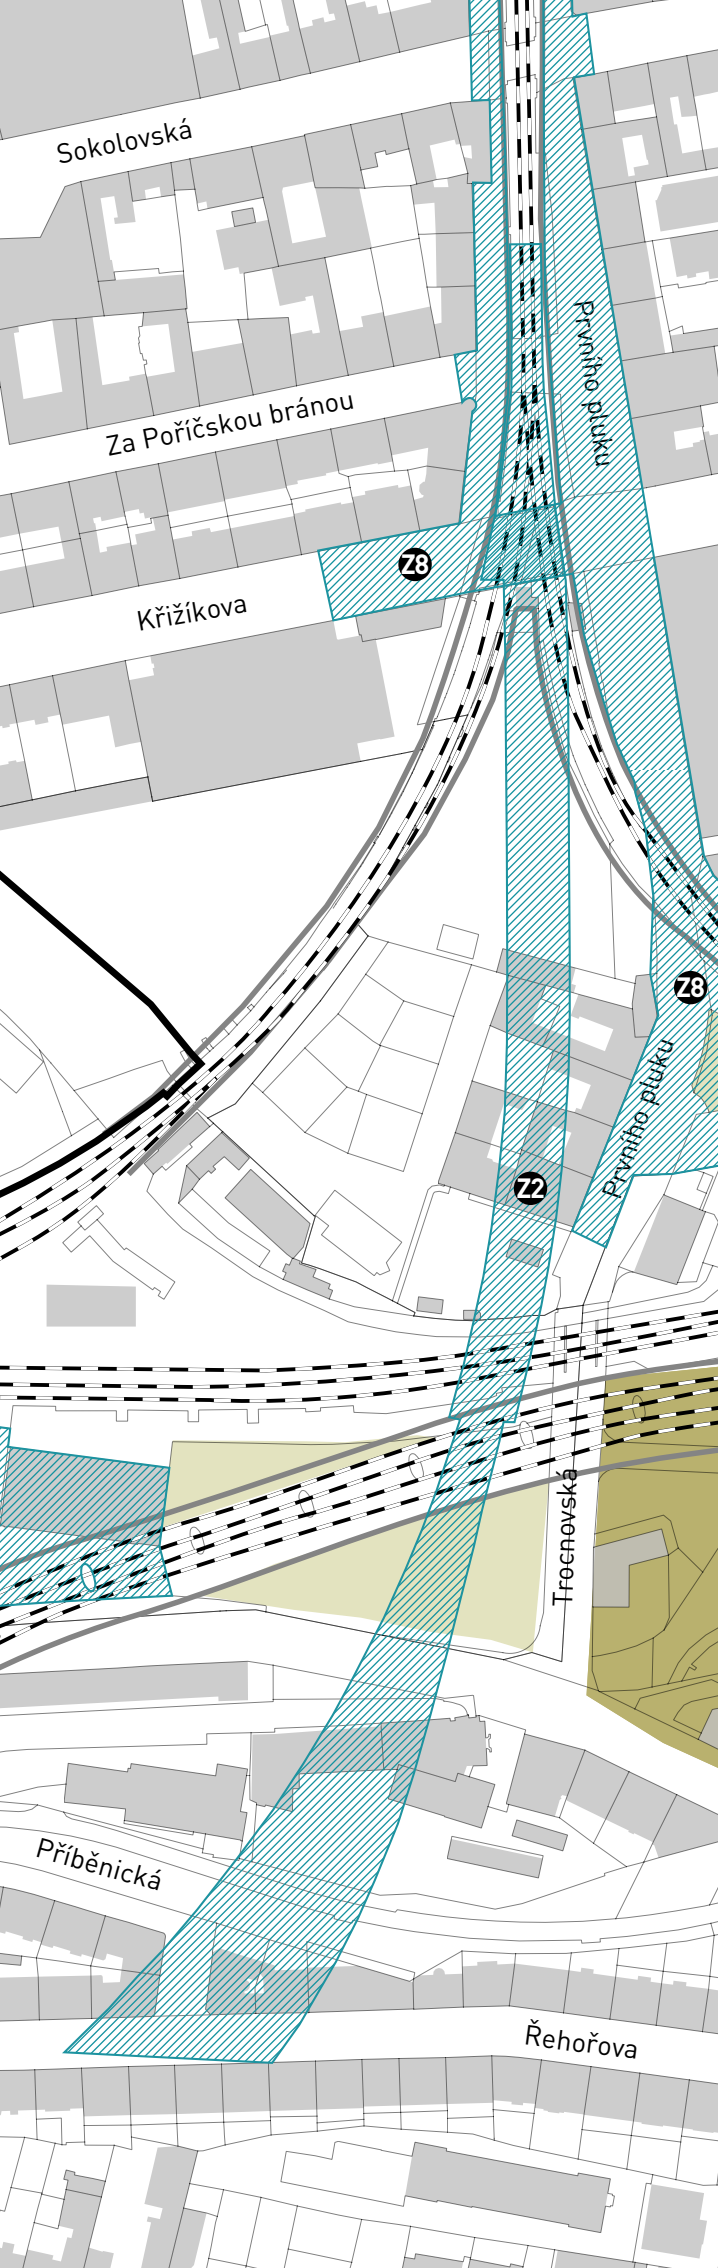 Sokolovská
Prvního pluku
Za Poříčskou bránou
Z8
Křižíkova
Z8
Prvního pluku
Z2
Trocnovská
Příběnická
Řehořova